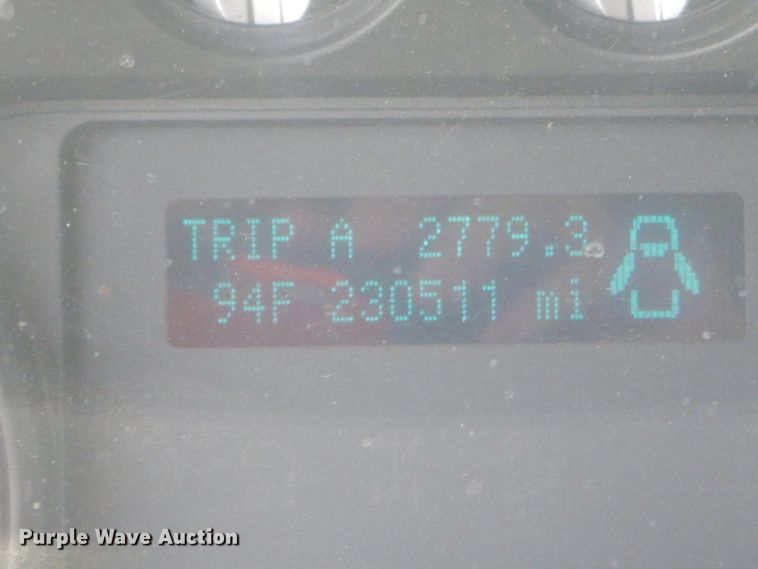 TRIP A 2779.3
94F 230511 mi
Purple Wave Auction